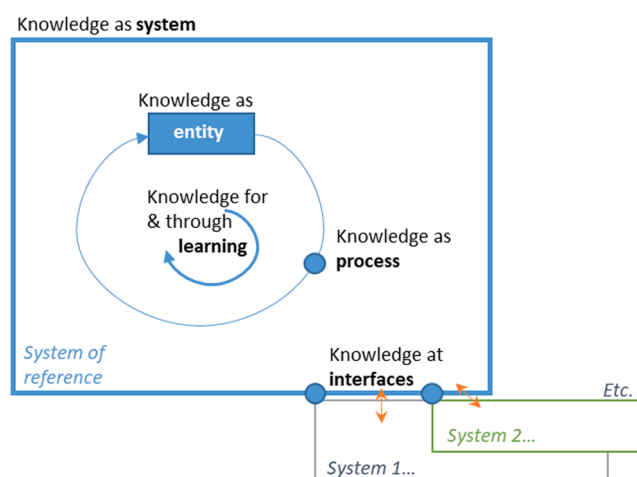 Knowledge as system
Knowledge as
entity
Knowledge for
& through
learning
Knowledge as
process
System of
reference
Knowledge at
interfaces
Etc.
System 2...
System 1...